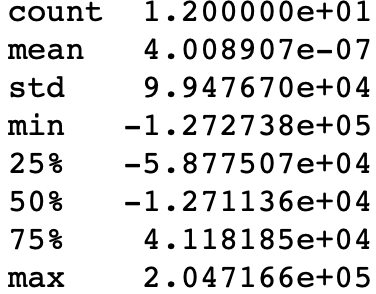 count 1.200000e+01
mean 4.008907e-07
std 9.947670e+04
min -1.272738e+05
25% -5.877507e+04
50% -1.271136e+04
75% 4.118185e+04
max 2.047166e+05